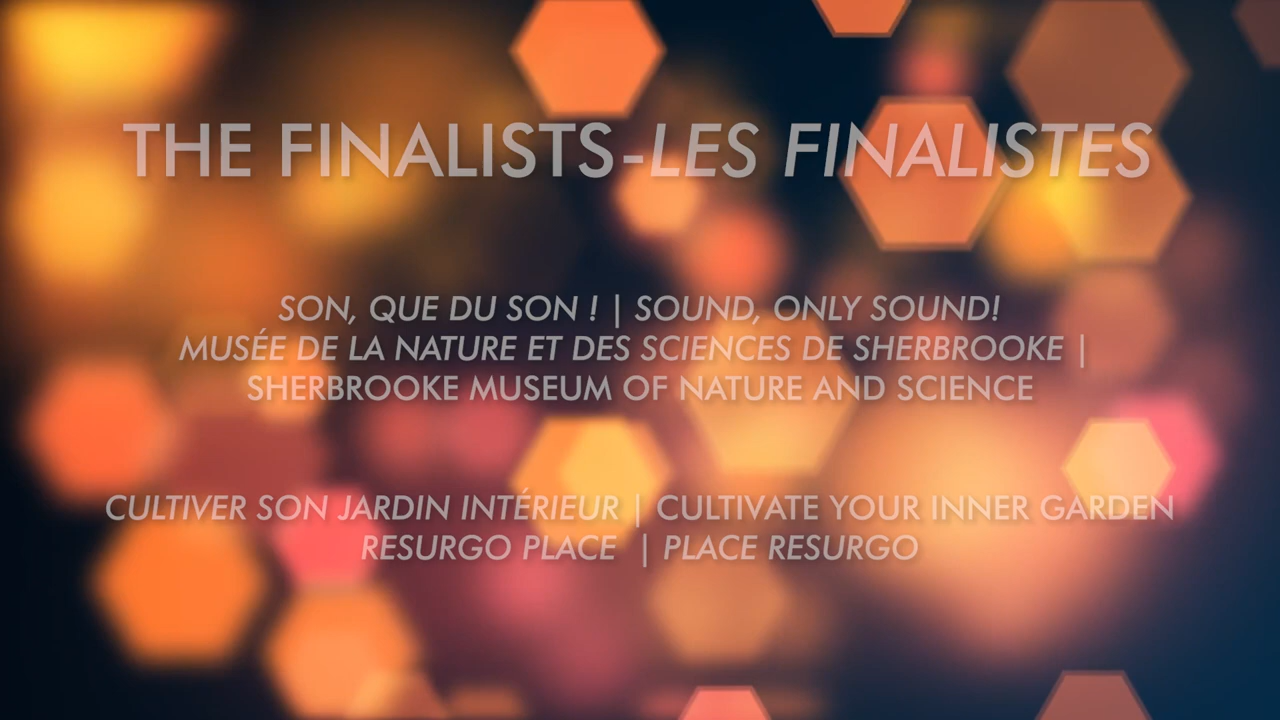 THE FINALISTS-LES FINALISTES
SON, QUE DU SON ! | SOUND, ONLY SOUND!
MUSÉE DE LA NATURE ET DES SCIENCES DE SHERBROOKE |
SHERBROOKE MUSEUM OF NATURE AND SCIENCE
CULTIVER SON JARDIN INTÉRIEUR | CULTIVATE YOUR INNER GARDEN
RESURGO PLACE | PLACE RESURGO